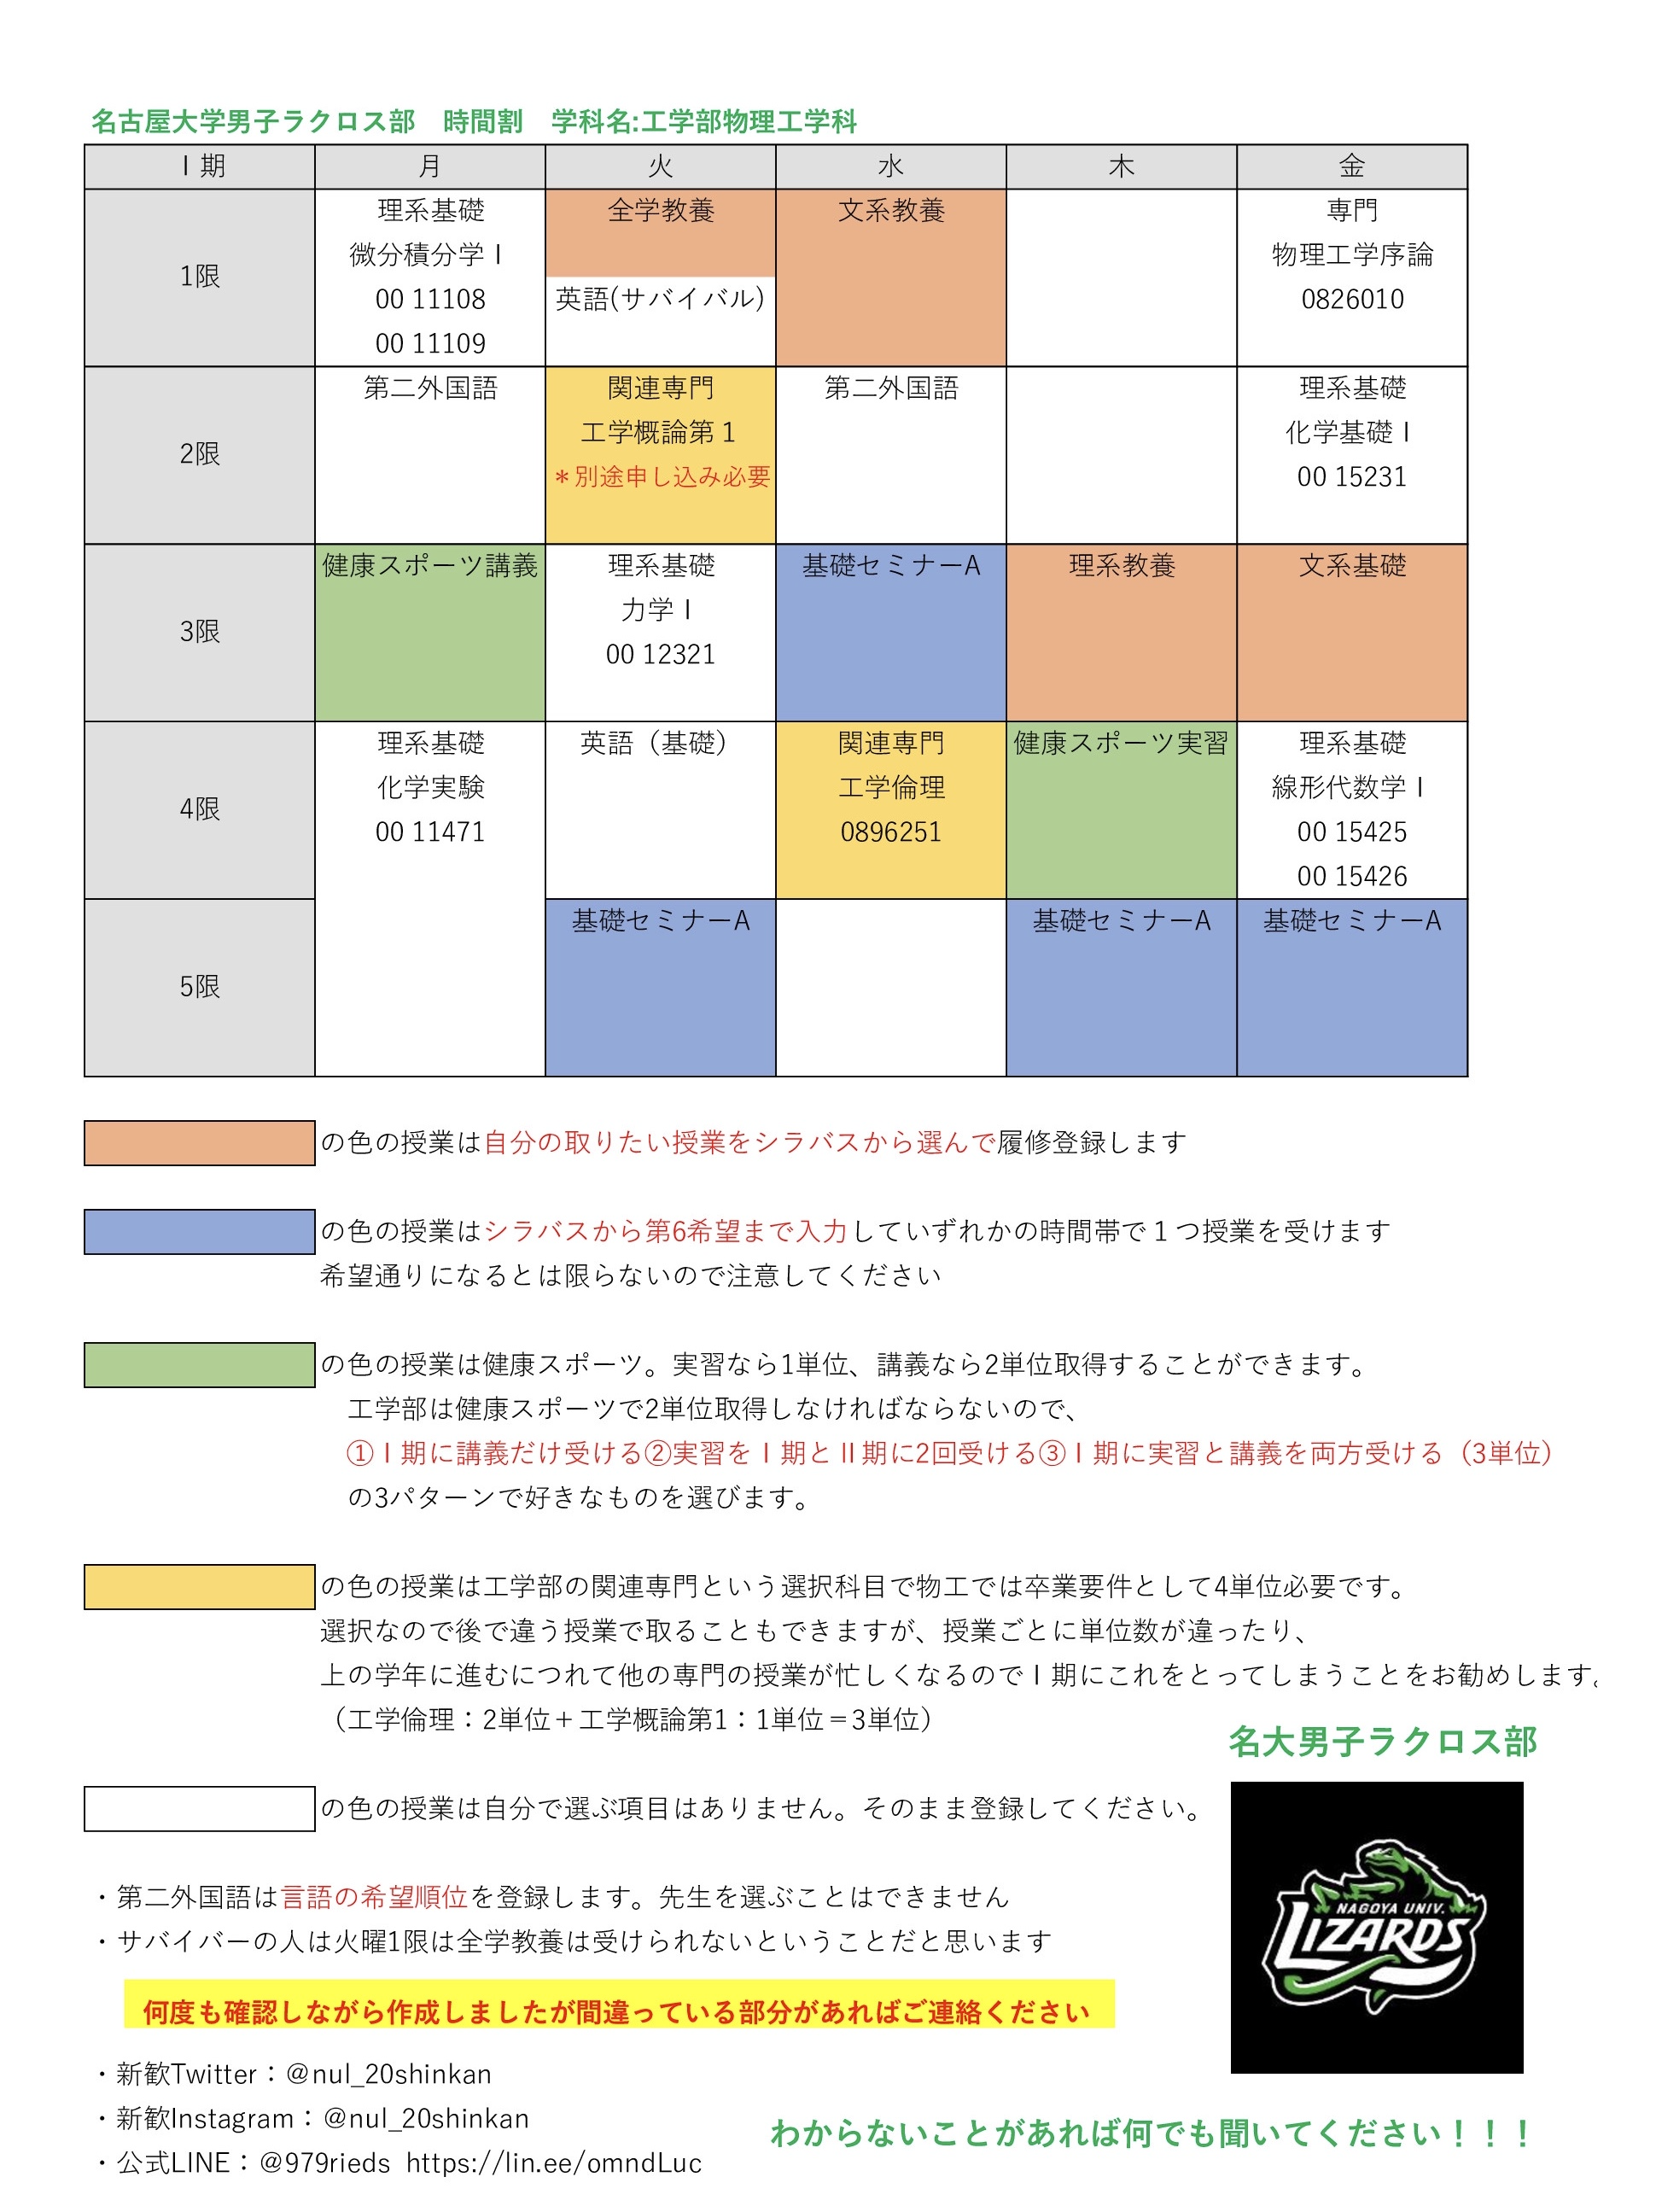 名古屋大学男子ラクロス部　時間割　学科名:工学部物理工学科
Ⅰ期 月 火 水 木 金
1限
理系基礎
微分積分学Ⅰ
00 11108
00 11109
全学教養
英語(サバイバル)
文系教養
専門
物理工学序論
0826010
2限
第二外国語
関連専門
工学概論第１
＊別途申し込み必要
第二外国語
理系基礎
化学基礎Ⅰ
00 15231
3限
健康スポーツ講義
理系基礎
力学Ⅰ
00 12321
基礎セミナーA
理系教養
文系基礎
4限
理系基礎
化学実験
00 11471
英語（基礎）
関連専門
工学倫理
0896251
健康スポーツ実習
理系基礎
線形代数学Ⅰ
00 15425
00 15426
5限
基礎セミナーA
基礎セミナーA
基礎セミナーA
の色の授業は自分の取りたい授業をシラバスから選んで履修登録します
の色の授業はシラバスから第6希望まで入力していずれかの時間帯で１つ授業を受けます
希望通りになるとは限らないので注意してください
の色の授業は健康スポーツ。実習なら1単位、講義なら2単位取得することができます。
工学部は健康スポーツで2単位取得しなければならないので、
①Ⅰ期に講義だけ受ける②実習をⅠ期とⅡ期に2回受ける③Ⅰ期に実習と講義を両方受ける（3単位）
の3パターンで好きなものを選びます。
の色の授業は工学部の関連専門という選択科目で物工では卒業要件として4単位必要です。
選択なので後で違う授業で取ることもできますが、授業ごとに単位数が違ったり、
上の学年に進むにつれて他の専門の授業が忙しくなるのでⅠ期にこれをとってしまうことをお勧めします。
（工学倫理：2単位＋工学概論第1：1単位＝3単位）
名大男子ラクロス部
の色の授業は自分で選ぶ項目はありません。そのまま登録してください。
NAGOYA UNIV.
LIZARDS
・第二外国語は言語の希望順位を登録します。先生を選ぶことはできません
・サバイバーの人は火曜1限は全学教養は受けられないということだと思います
何度も確認しながら作成しましたが間違っている部分があればご連絡ください
・新歓Twitter：@nul_20shinkan
・新歓Instagram：@nul_20shinkan
・公式LINE：@979rieds https://lin.ee/omndLuc
わからないことがあれば何でも聞いてください！！！